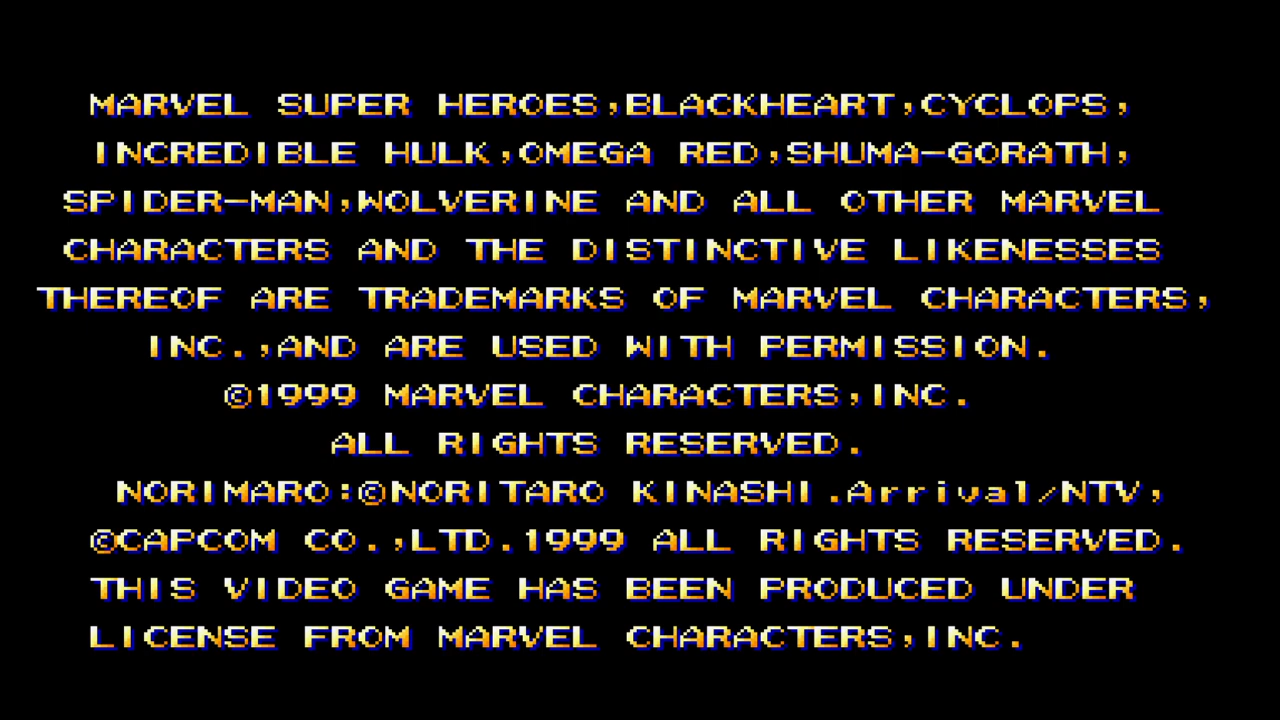 MARVEL SUPER HEROES,BLACKHEART,CYCLOPS,
INCREDIBLE HULK,OMEGA RED,SHUMA-GORATH,
SPIDER-MAN,WOLVERINE AND ALL OTHER MARVEL
CHARACTERS AND THE DISTINCTIVE LIKENESSES
THEREOF ARE TRADEMARKS OF MARVEL CHARACTERS,
INC.,AND ARE USED WITH PERMISSION.
©1999 MARVEL CHARACTERS,INC.
ALL RIGHTS RESERVED.
NORIMARO:©NORITARO KINASHI.Arrival/NTV,
©CAPCOM CO.,LTD.1999 ALL RIGHTS RESERVED.
THIS VIDEO GAME HAS BEEN PRODUCED UNDER
LICENSE FROM MARVEL CHARACTERS,INC.